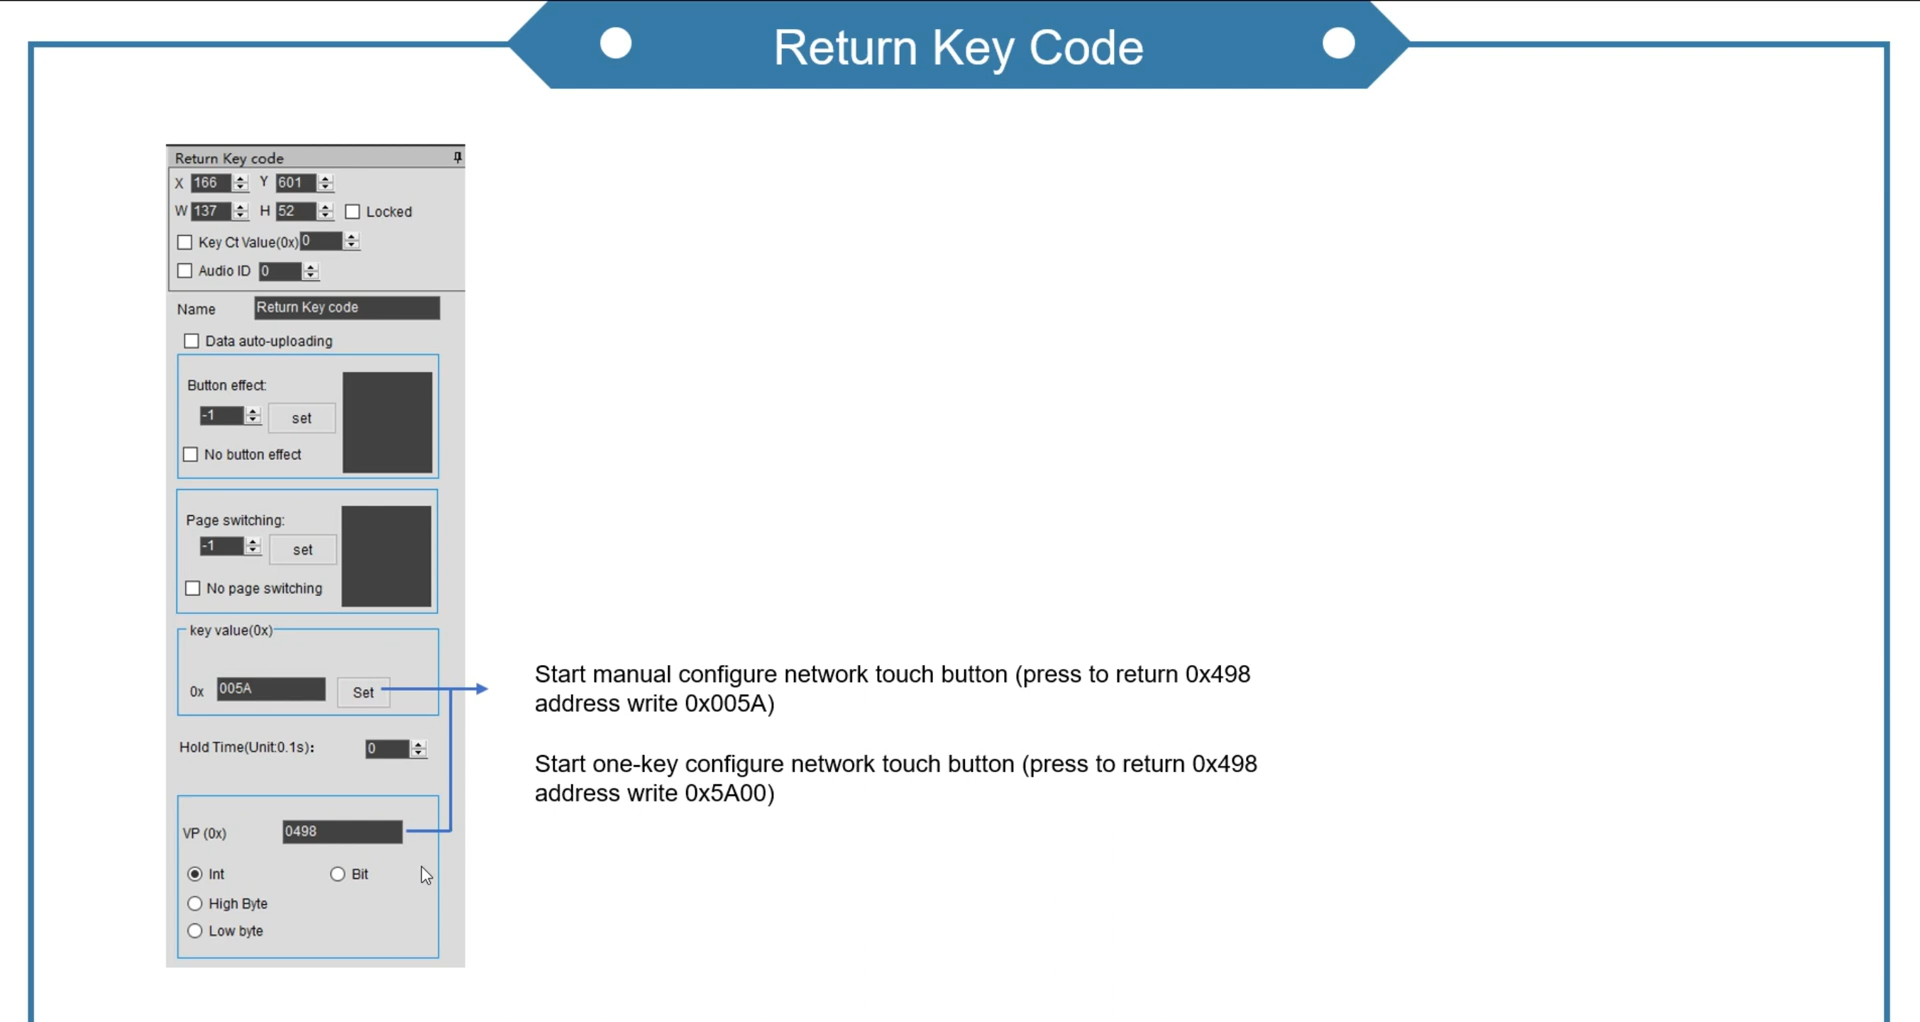 Return Key Code
Return Key code
X 166 Y 601
W 137 H 52 Locked
Key Ct Value(0x) 0
Audio ID 0
Name Return Key code
Data auto-uploading
Button effect:
-1 set
No button effect
Page switching:
-1 set
No page switching
key value(0x)
0x 005A Set
Start manual configure network touch button (press to return 0x498
address write 0x005A)
Hold Time(Unit:0.1s): 0
Start one-key configure network touch button (press to return 0x498
address write 0x5A00)
VP (0x) 0498
Int Bit
High Byte
Low byte